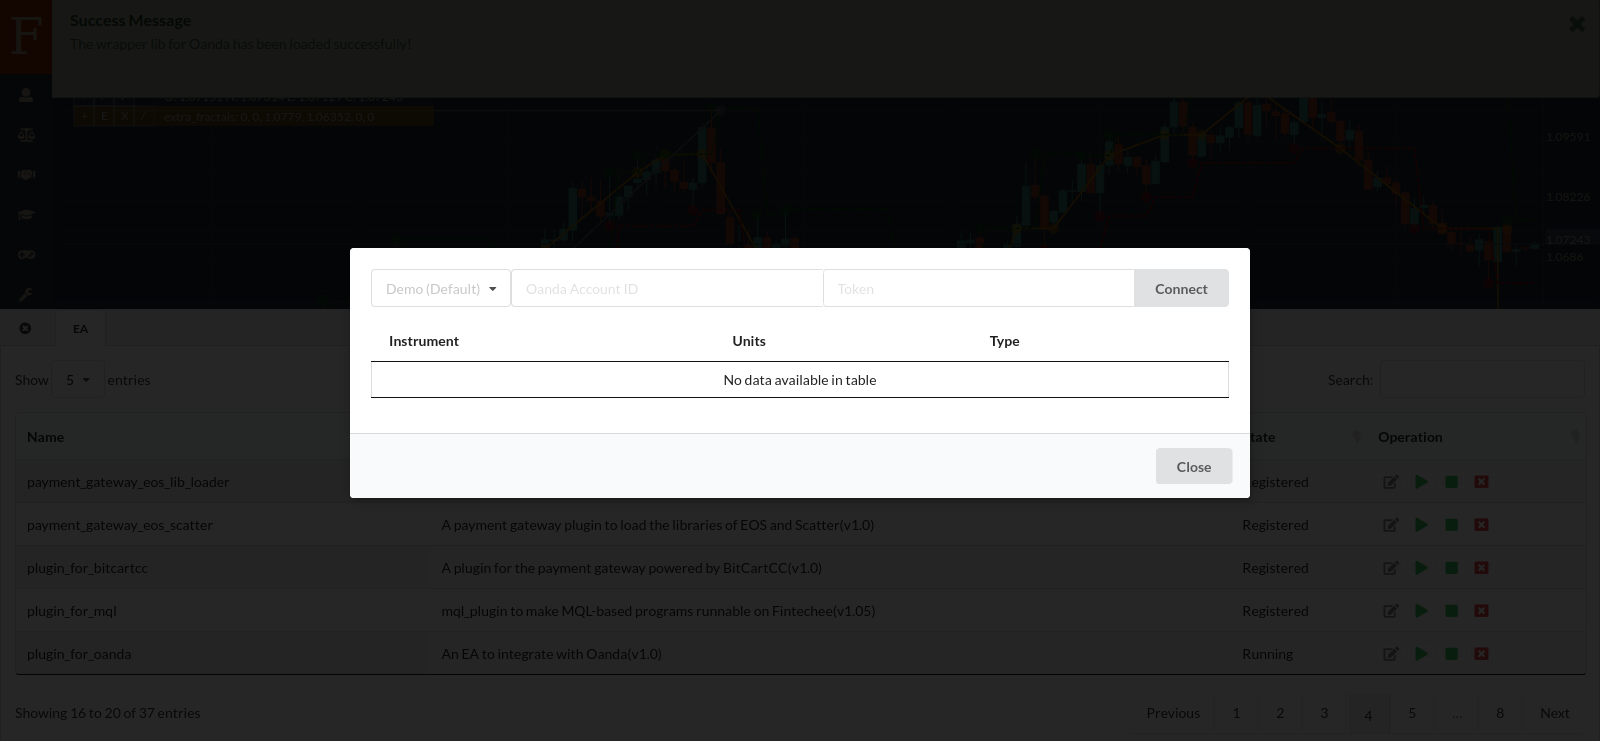 F
Success Message
The wrapper lib for Oanda has been loaded successfully!
+ E X / extra_fractals: 0, 0, 1.0779, 1.06352, 0, 0
1.09591
1.08226
1.07243
1.0686
Demo (Default) Oanda Account ID Token Connect
Instrument Units Type
No data available in table
Close
EA
Show 5 entries Search:
Name tate Operation
payment_gateway_eos_lib_loader egistered
payment_gateway_eos_scatter A payment gateway plugin to load the libraries of EOS and Scatter(v1.0) Registered
plugin_for_bitcartcc A plugin for the payment gateway powered by BitCartCC(v1.0) Registered
plugin_for_mql mql_plugin to make MQL-based programs runnable on Fintechee(v1.05) Registered
plugin_for_oanda An EA to integrate with Oanda(v1.0) Running
Showing 16 to 20 of 37 entries Previous 1 2 3 4 5 ... 8 Next